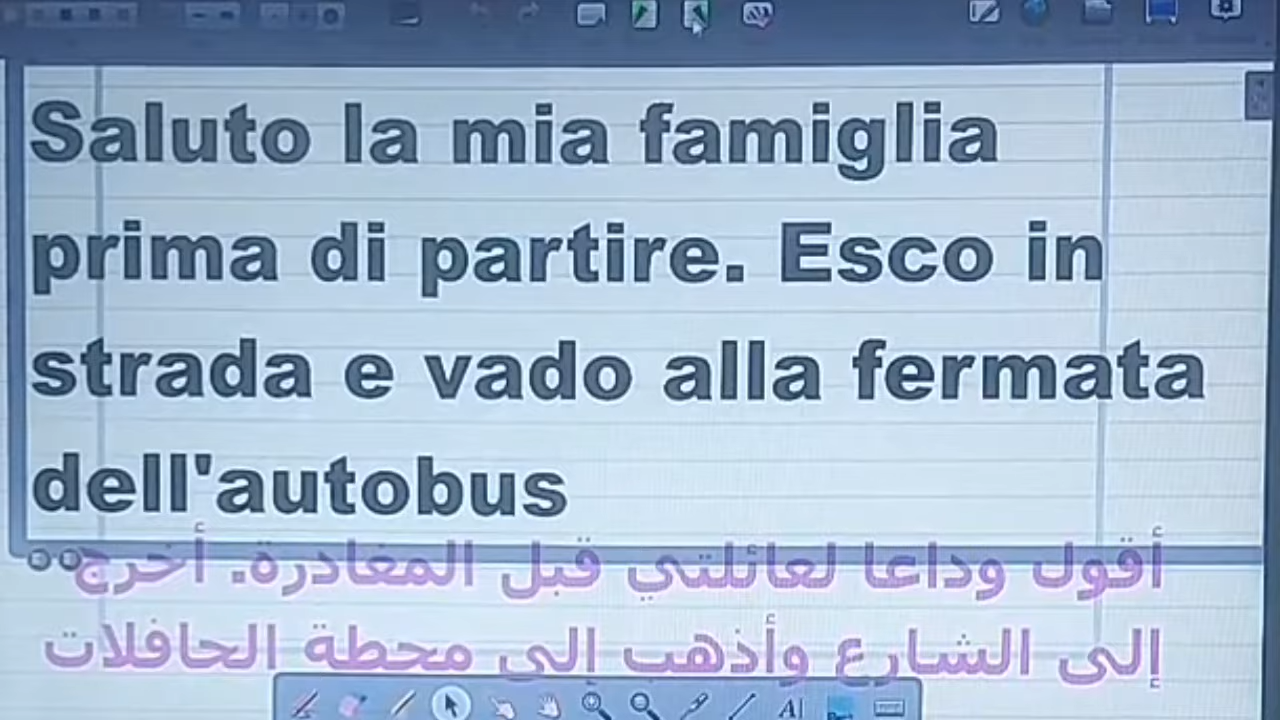 Saluto la mia famiglia
prima di partire. Esco in
strada e vado alla fermata
dell'autobus
أقول وداعا لعائلتي قبل المغادرة. أخرج
إلى الشارع وأذهب إلى محطة الحافلات